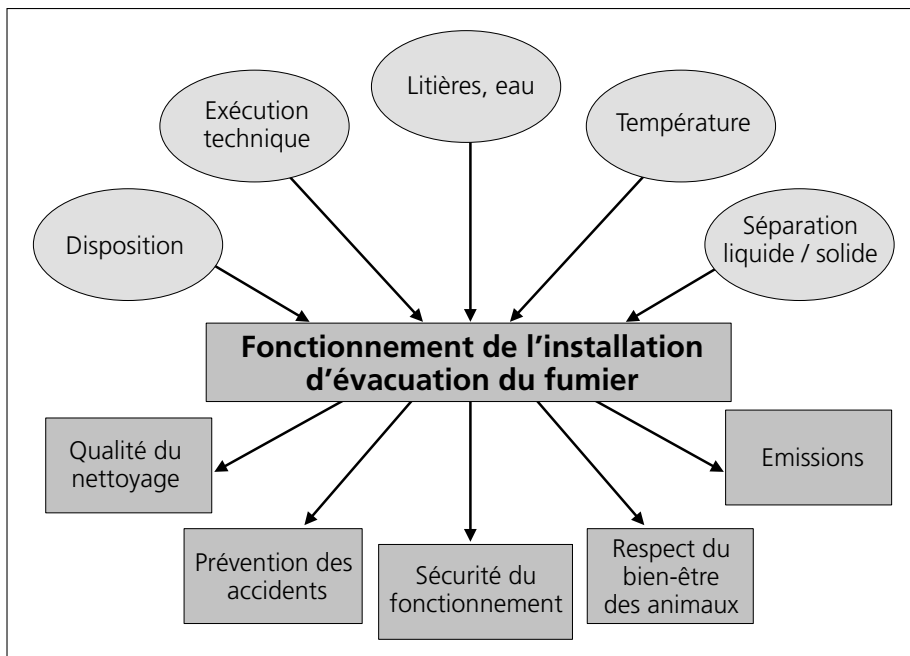 Litières, eau
Exécution
technique
Température
Disposition
Séparation
liquide / solide
Fonctionnement de l'installation
d'évacuation du fumier
Qualité du
nettoyage
Emissions
Prévention des
accidents
Sécurité du
fonctionnement
Respect du
bien-être
des animaux